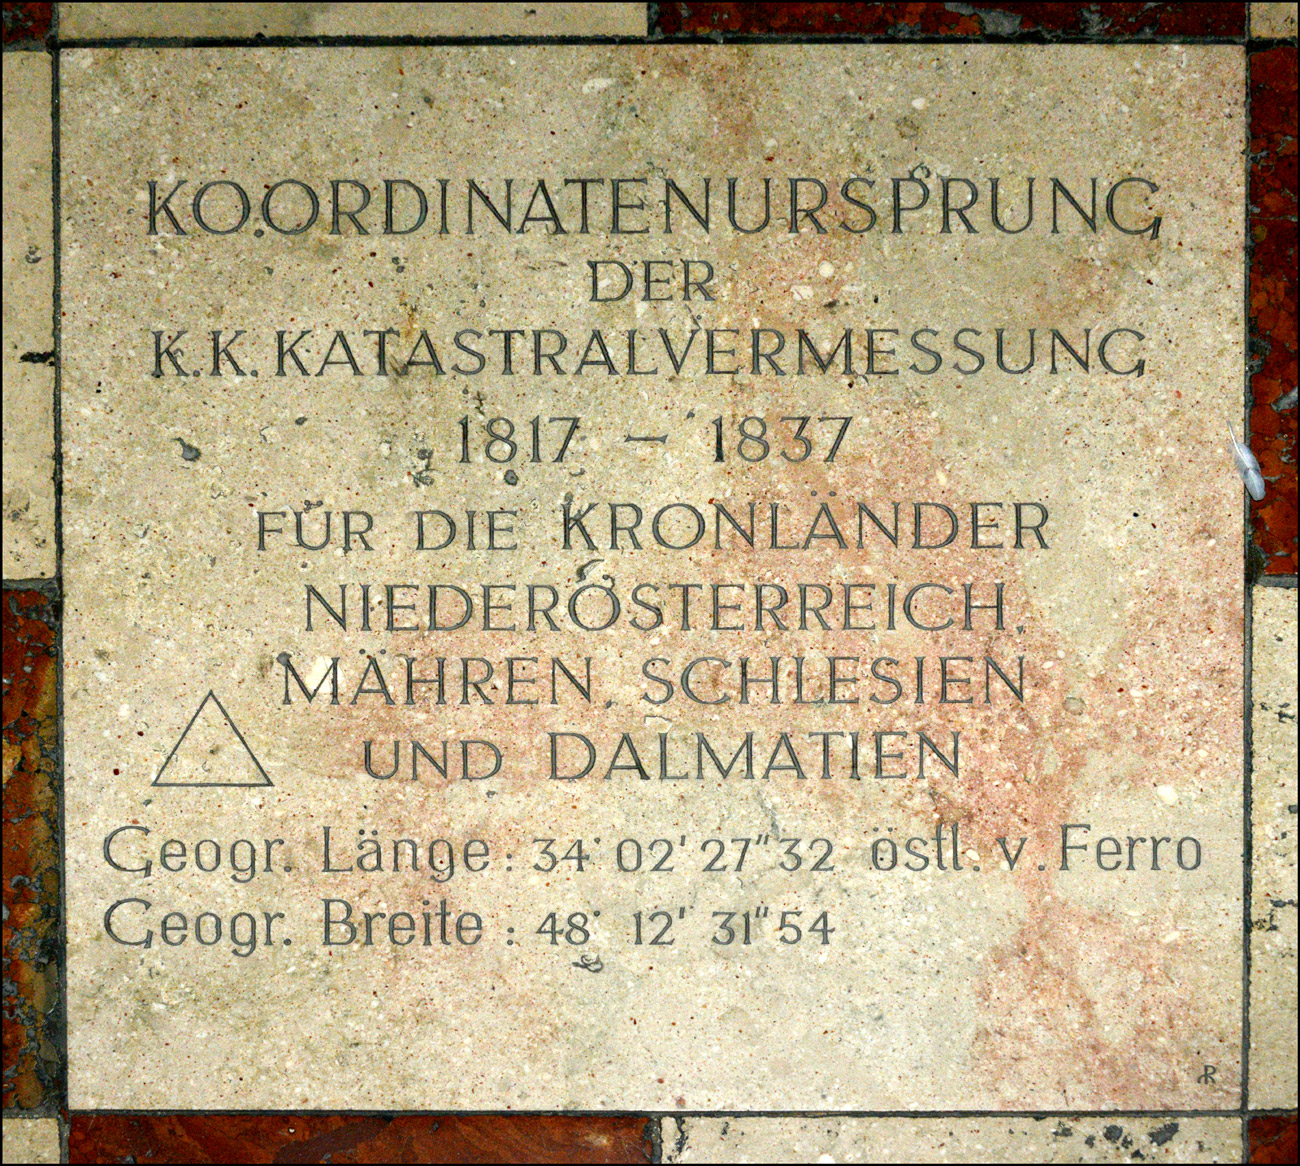 KOORDINATENURSPRUNG
DER
K.K. KATASTRALVERMESSUNG
1817 – 1837
FÜR DIE KRONLÄNDER
NIEDERÖSTERREICH,
MÄHREN, SCHLESIEN
UND DALMATIEN
Geogr. Länge: 34° 02' 27" 32 östl. v. Ferro
Geogr. Breite: 48° 12' 31" 54